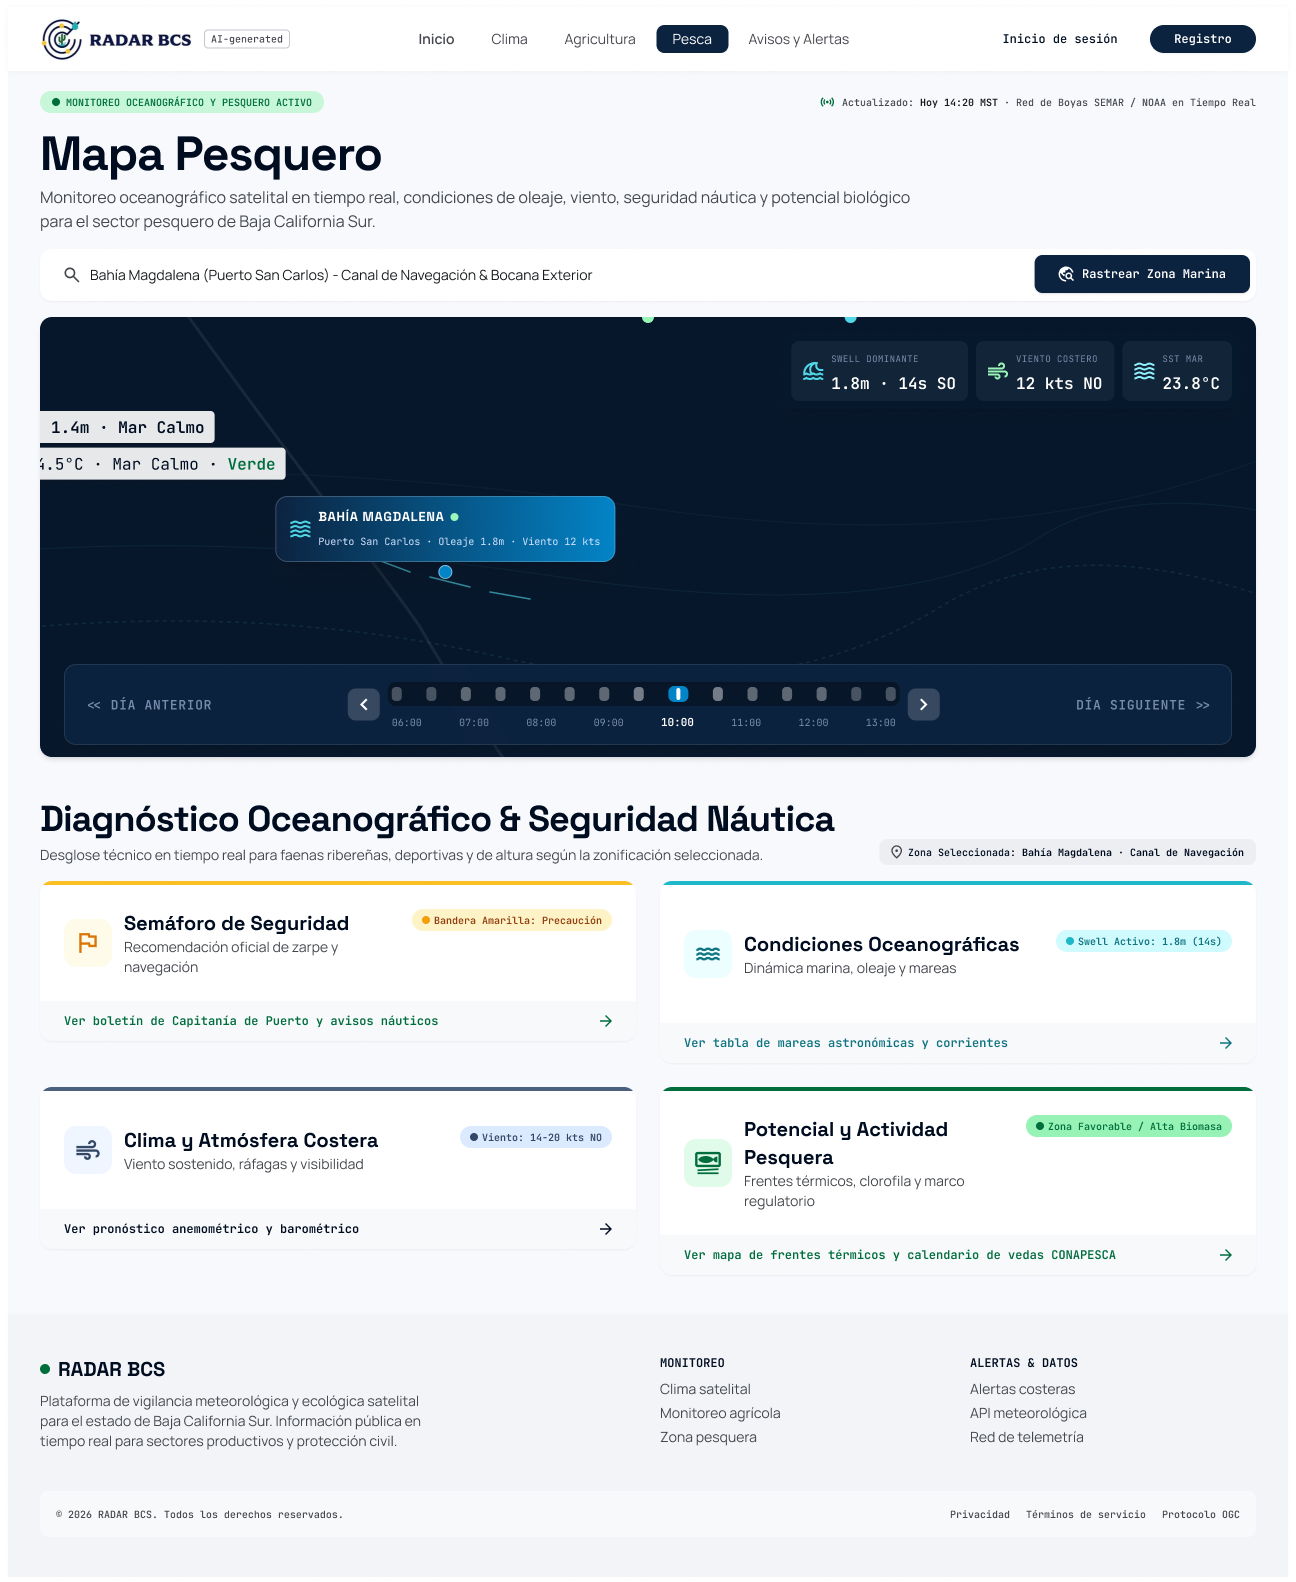 RADAR BCS
AI-generated
Inicio
Clima
Agricultura
Pesca
Avisos y Alertas
Inicio de sesión
Registro
MONITOREO OCEANOGRÁFICO Y PESQUERO ACTIVO
Actualizado: Hoy 14:20 MST · Red de Boyas SEMAR / NOAA en Tiempo Real
Mapa Pesquero
Monitoreo oceanográfico satelital en tiempo real, condiciones de oleaje, viento, seguridad náutica y potencial biológico
para el sector pesquero de Baja California Sur.
Bahía Magdalena (Puerto San Carlos) - Canal de Navegación & Bocana Exterior
Rastrear Zona Marina
SWELL DOMINANTE
1.8m · 14s SO
VIENTO COSTERO
12 kts NO
SST MAR
23.8°C
1.4m · Mar Calmo
4.5°C · Mar Calmo · Verde
BAHÍA MAGDALENA
Puerto San Carlos · Oleaje 1.8m · Viento 12 kts
<< DÍA ANTERIOR
06:00
07:00
08:00
09:00
10:00
11:00
12:00
13:00
DÍA SIGUIENTE >>
Diagnóstico Oceanográfico & Seguridad Náutica
Desglose técnico en tiempo real para faenas ribereñas, deportivas y de altura según la zonificación seleccionada.
Zona Seleccionada: Bahía Magdalena · Canal de Navegación
Semáforo de Seguridad
Recomendación oficial de zarpe y
navegación
Bandera Amarilla: Precaución
Ver boletín de Capitanía de Puerto y avisos náuticos
Condiciones Oceanográficas
Dinámica marina, oleaje y mareas
Swell Activo: 1.8m (14s)
Ver tabla de mareas astronómicas y corrientes
Clima y Atmósfera Costera
Viento sostenido, ráfagas y visibilidad
Viento: 14-20 kts NO
Ver pronóstico anemométrico y barométrico
Potencial y Actividad
Pesquera
Frentes térmicos, clorofila y marco
regulatorio
Zona Favorable / Alta Biomasa
Ver mapa de frentes térmicos y calendario de vedas CONAPESCA
RADAR BCS
Plataforma de vigilancia meteorológica y ecológica satelital
para el estado de Baja California Sur. Información pública en
tiempo real para sectores productivos y protección civil.
MONITOREO
Clima satelital
Monitoreo agrícola
Zona pesquera
ALERTAS & DATOS
Alertas costeras
API meteorológica
Red de telemetría
© 2026 RADAR BCS. Todos los derechos reservados.
Privacidad
Términos de servicio
Protocolo OGC